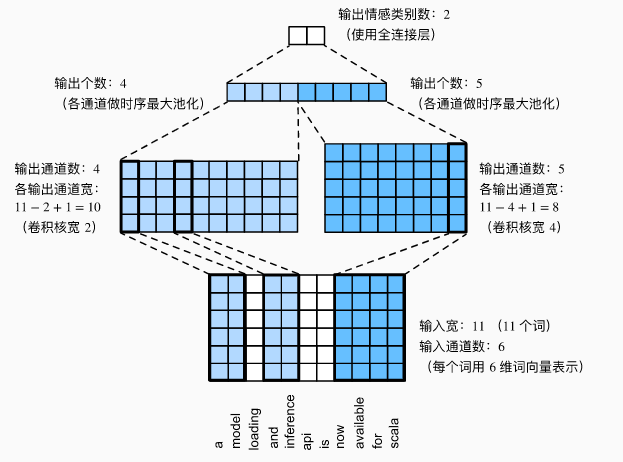 输出情感类别数：2
（使用全连接层）
输出个数：4
（各通道做时序最大池化）
输出个数：5
（各通道做时序最大池化）
输出通道数：4
各输出通道宽：
11 − 2 + 1 = 10
（卷积核宽 2）
输出通道数：5
各输出通道宽：
11 − 4 + 1 = 8
（卷积核宽 4）
输入宽：11 （11 个词）
输入通道数：6
（每个词用 6 维词向量表示）
a
model
loading
and
inference
api
is
now
available
for
scala